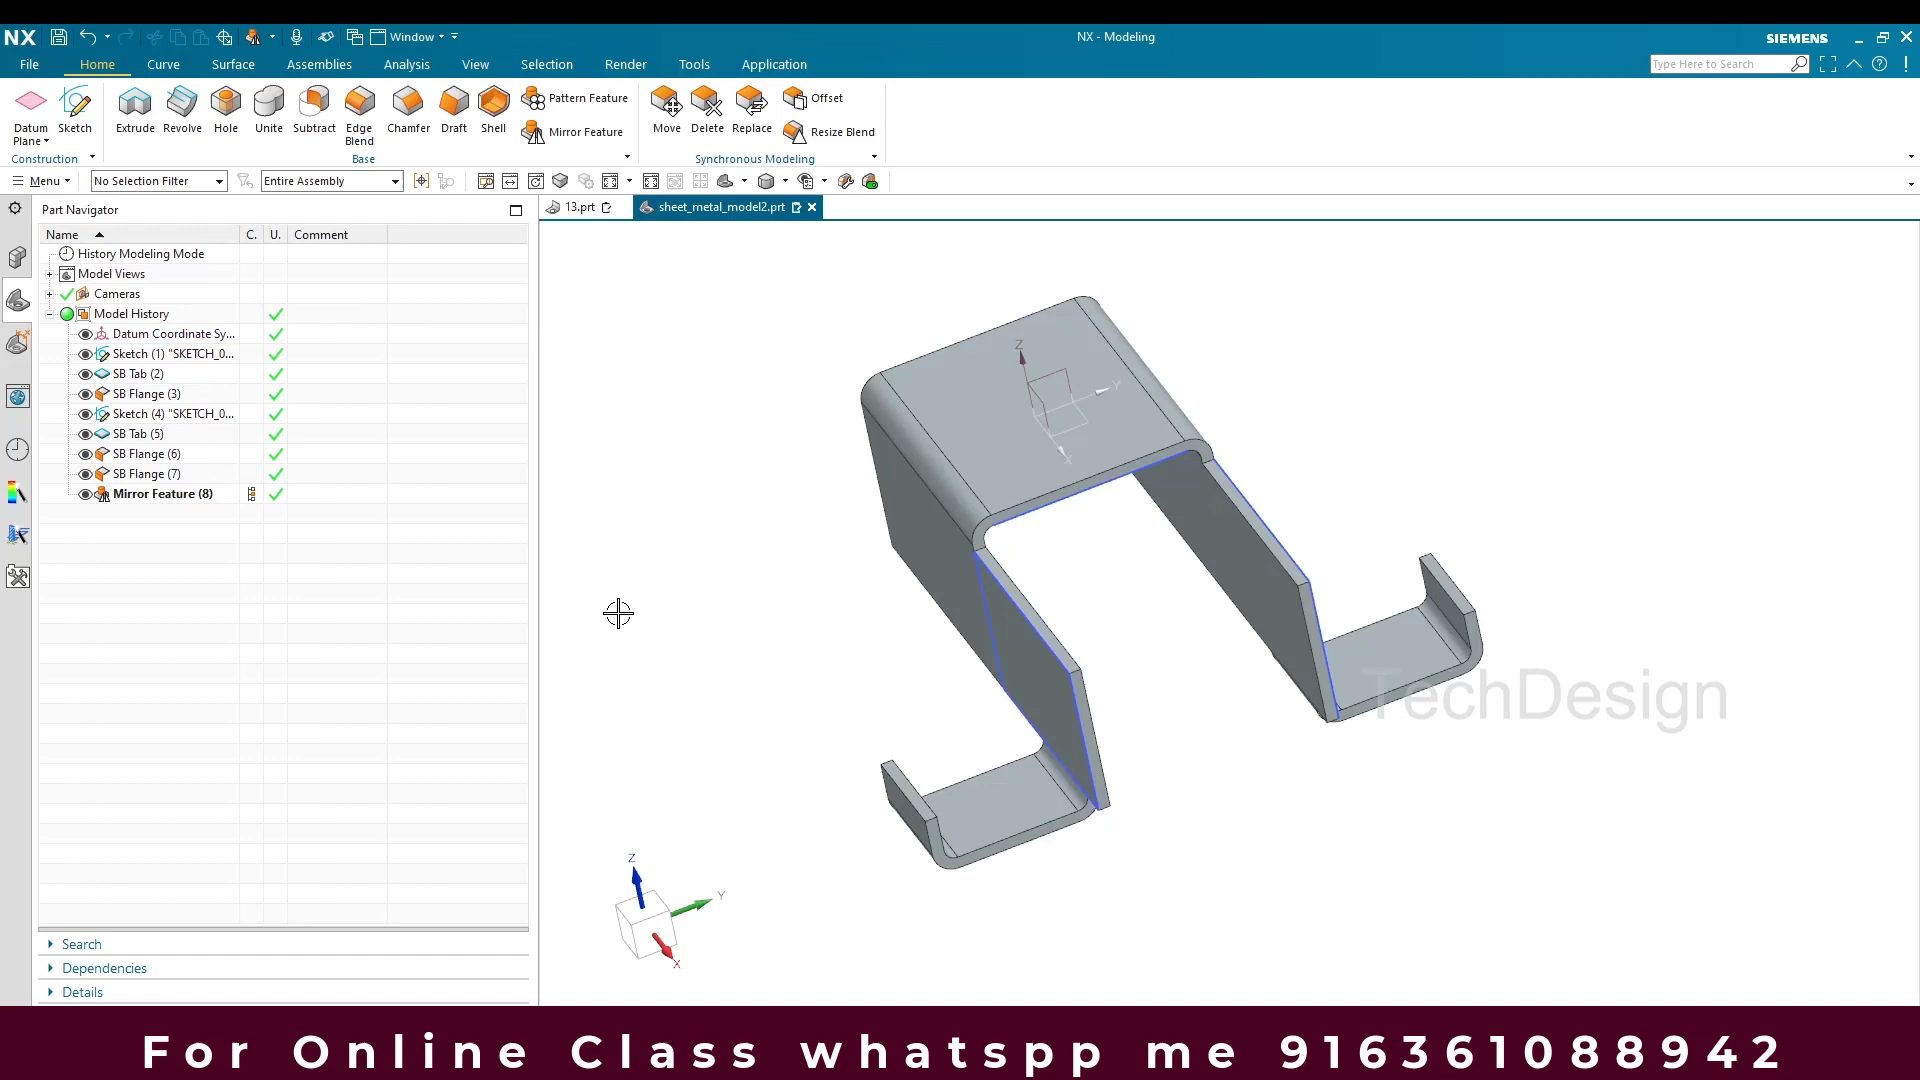 NX
Window
NX - Modeling
SIEMENS
File Home Curve Surface Assemblies Analysis View Selection Render Tools Application
Type Here to Search
Datum Plane
Sketch
Extrude
Revolve
Hole
Unite
Subtract
Edge Blend
Chamfer
Draft
Shell
Pattern Feature
Mirror Feature
Move
Delete
Replace
Offset
Resize Blend
Construction
Base
Synchronous Modeling
Menu
No Selection Filter
Entire Assembly
Part Navigator
13.prt
sheet_metal_model2.prt
Name C. U. Comment
History Modeling Mode
Model Views
Cameras
Model History
Datum Coordinate Sy...
Sketch (1) "SKETCH_0...
SB Tab (2)
SB Flange (3)
Sketch (4) "SKETCH_0...
SB Tab (5)
SB Flange (6)
SB Flange (7)
Mirror Feature (8)
Z
Y
X
TechDesign
Z
Y
X
Search
Dependencies
Details
For Online Class whatspp me 916361088942